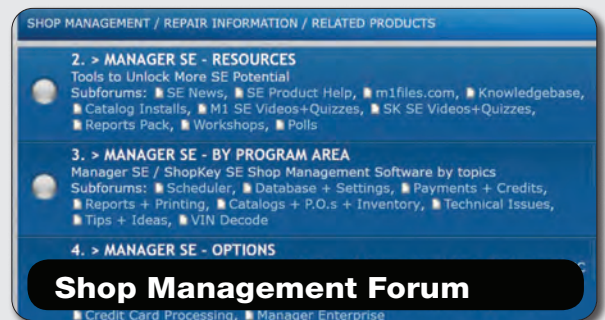 SHOP MANAGEMENT / REPAIR INFORMATION / RELATED PRODUCTS
2. > MANAGER SE - RESOURCES
Tools to Unlock More SE Potential
Subforums: SE News, SE Product Help, m1files.com, Knowledgebase,
Catalog Installs, M1 SE Videos+Quizzes, SK SE Videos+Quizzes,
Reports Pack, Workshops, Polls
3. > MANAGER SE - BY PROGRAM AREA
Manager SE / ShopKey SE Shop Management Software by topics
Subforums: Scheduler, Database + Settings, Payments + Credits,
Reports + Printing, Catalogs + P.O.s + Inventory, Technical Issues,
Tips + Ideas, VIN Decode
4. > MANAGER SE - OPTIONS
Shop Management Forum
Credit Card Processing, Manager Enterprise